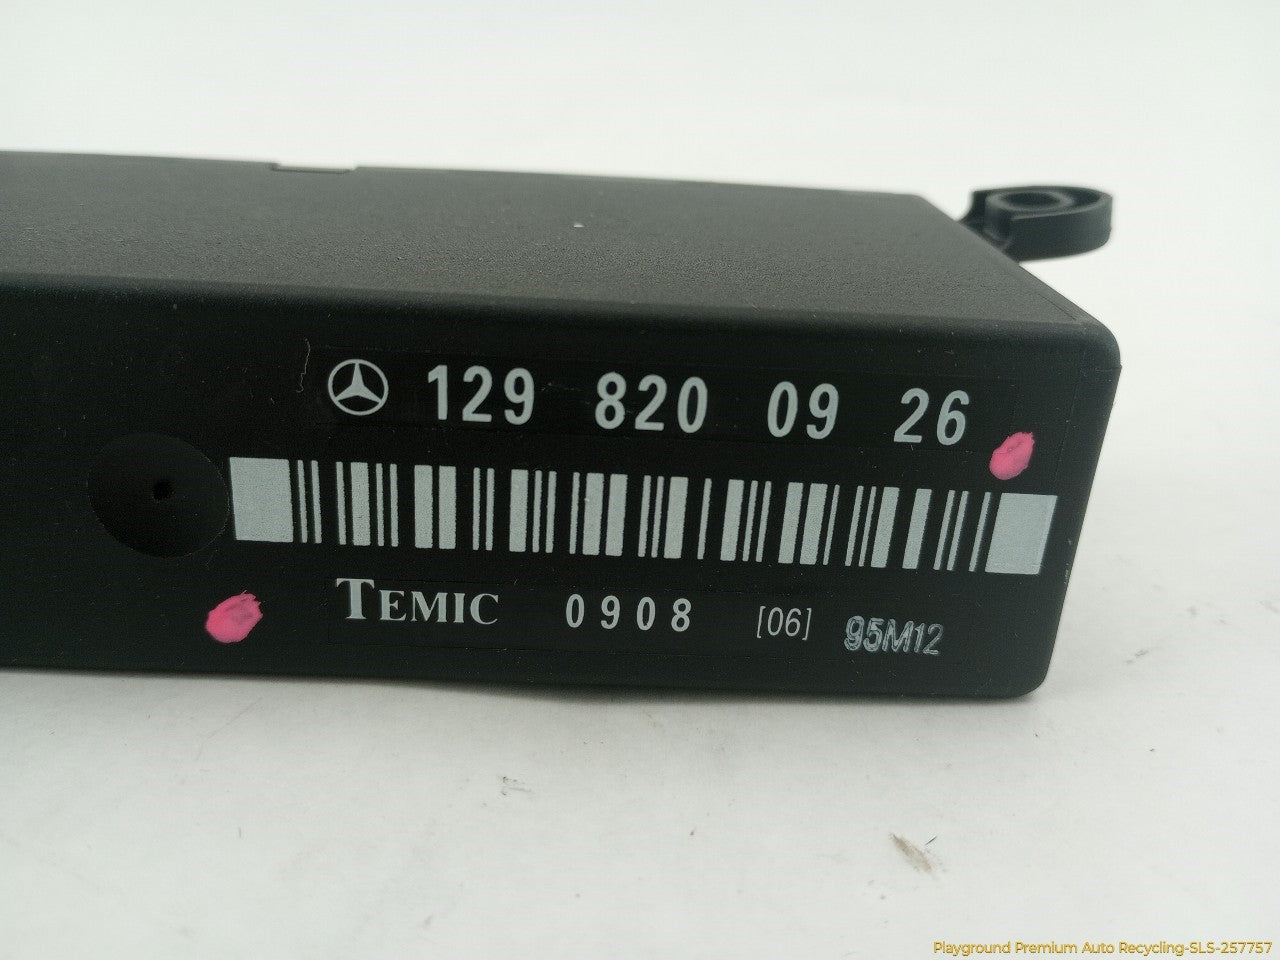 129 820 09 26
TEMIC 0908 [06] 95M12
Playground Premium Auto Recycling-SLS-257757